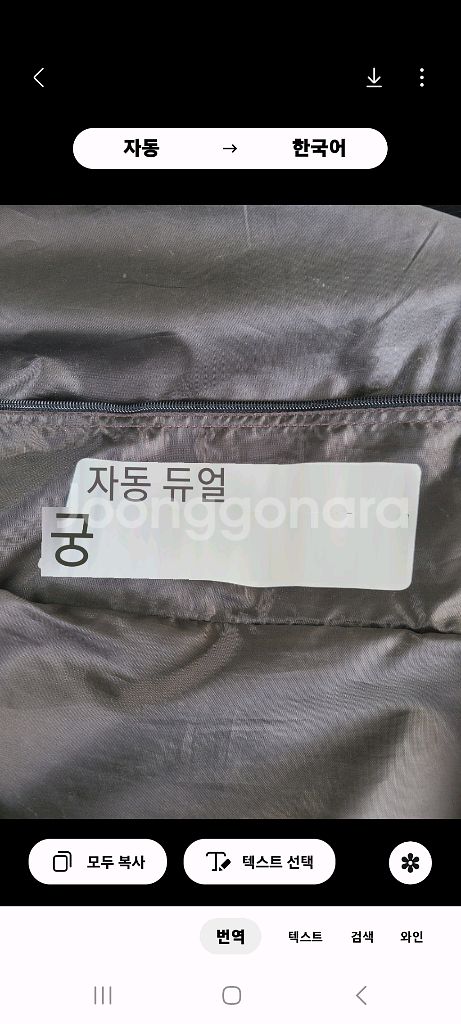 자동 → 한국어
자동 듀얼
궁
Joonggonara
모두 복사
텍스트 선택
번역 텍스트 검색 와인